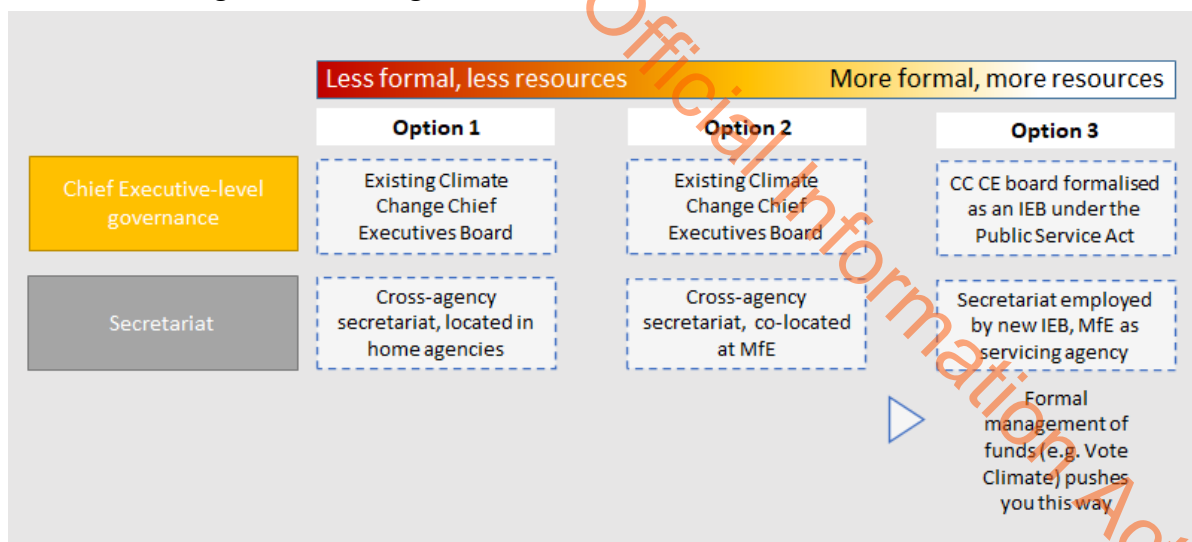 Less formal, less resources
More formal, more resources
Option 1
Option 2
Option 3
Chief Executive-level
governance
Existing Climate
Change Chief
Executives Board
Existing Climate
Change Chief
Executives Board
CC CE board formalised
as an IEB under the
Public Service Act
Secretariat
Cross-agency
secretariat, located in
home agencies
Cross-agency
secretariat, co-located
at MfE
Secretariat employed
by new IEB, MfE as
servicing agency
Formal
management of
funds (e.g. Vote
Climate) pushes
you this way
Official Information Act